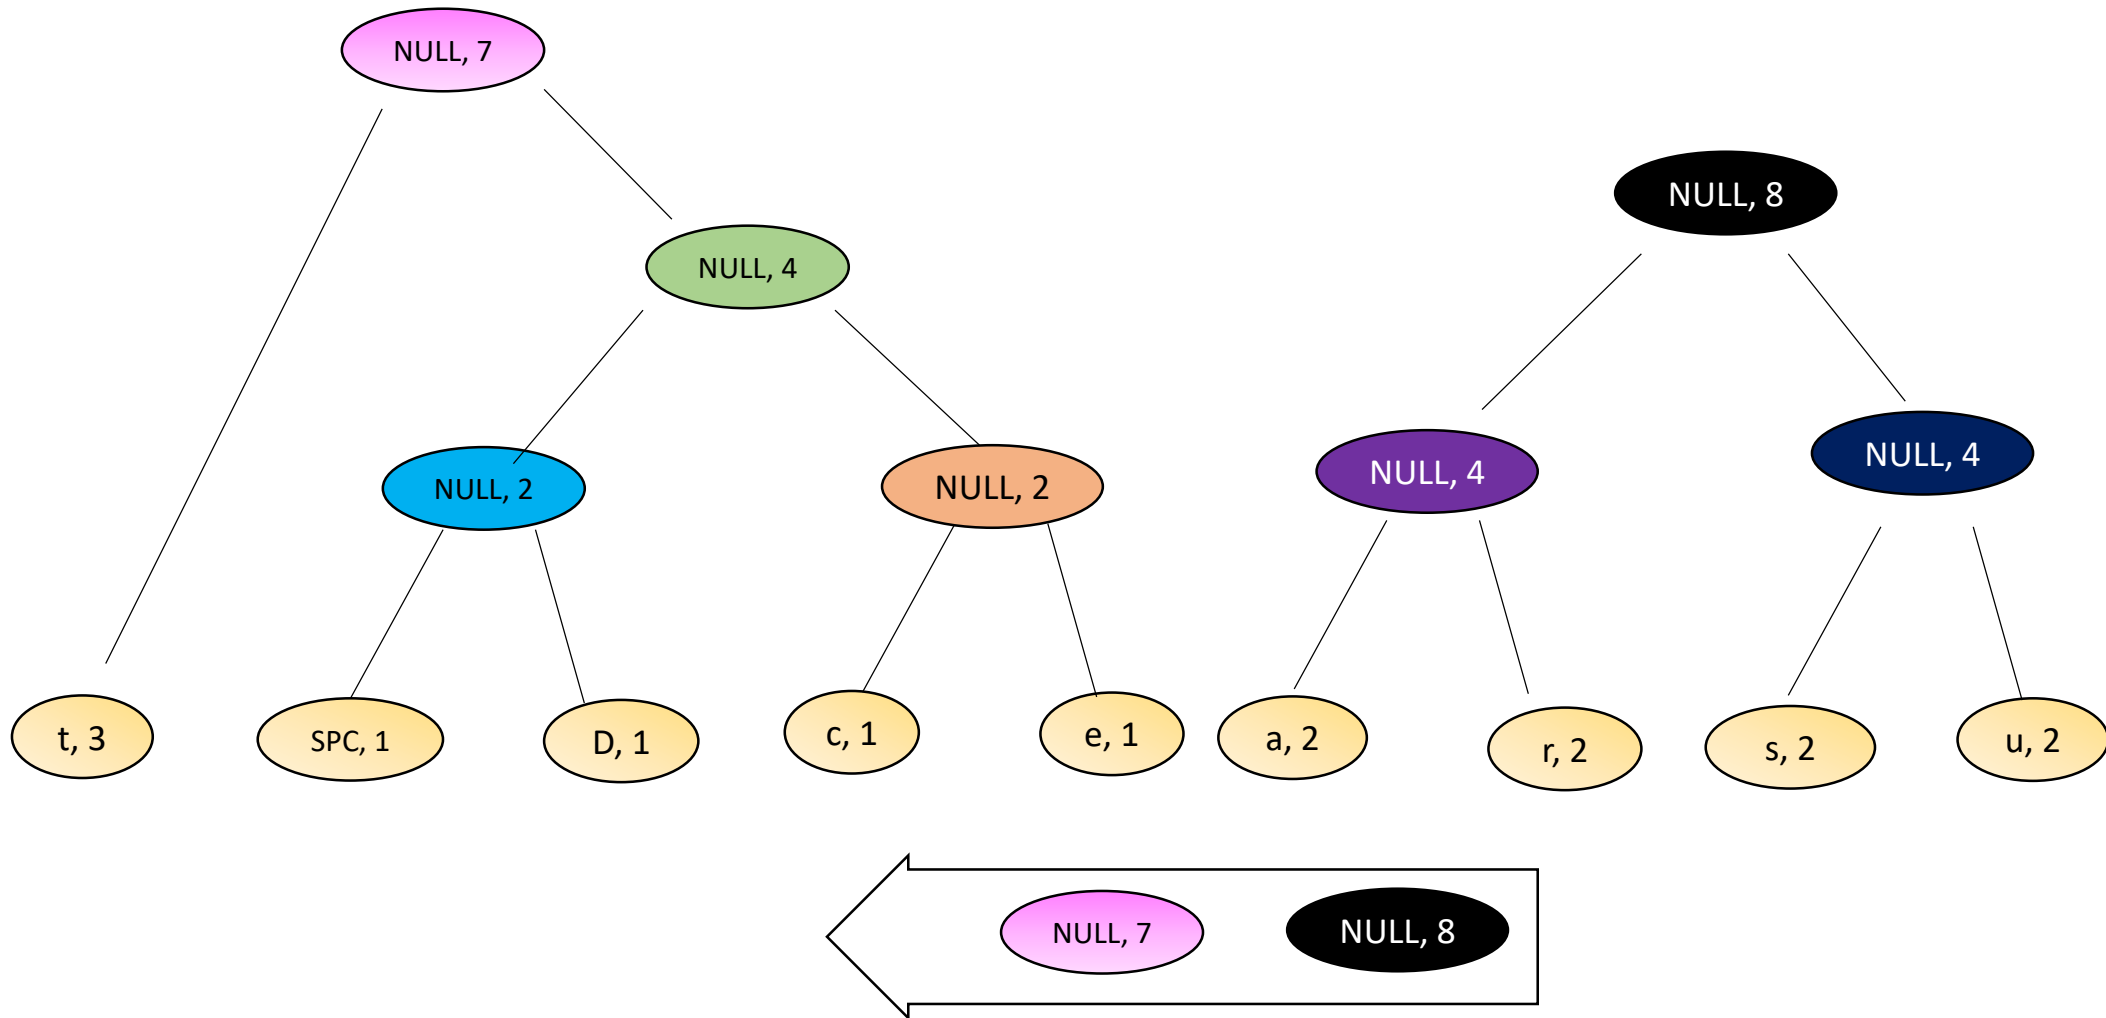 NULL, 7
NULL, 8
NULL, 4
NULL, 4
NULL, 4
NULL, 2
NULL, 2
t, 3
SPC, 1
D, 1
c, 1
e, 1
a, 2
r, 2
s, 2
u, 2
NULL, 7
NULL, 8